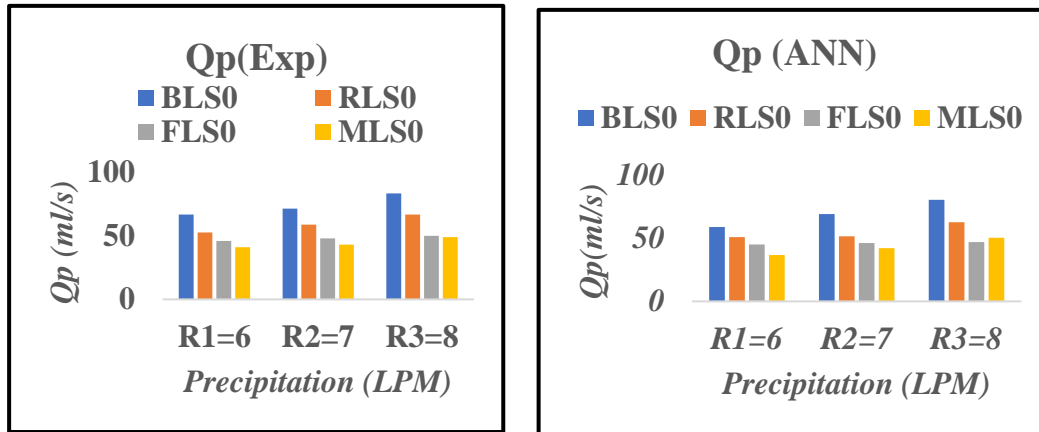 Qp(Exp)
BLS0 RLS0
FLS0 MLS0
100
50
0
Qp (ml/s)
R1=6 R2=7 R3=8
Precipitation (LPM)
Qp (ANN)
BLS0 RLS0 FLS0 MLS0
100
50
0
Qp(ml/s)
R1=6 R2=7 R3=8
Precipitation (LPM)